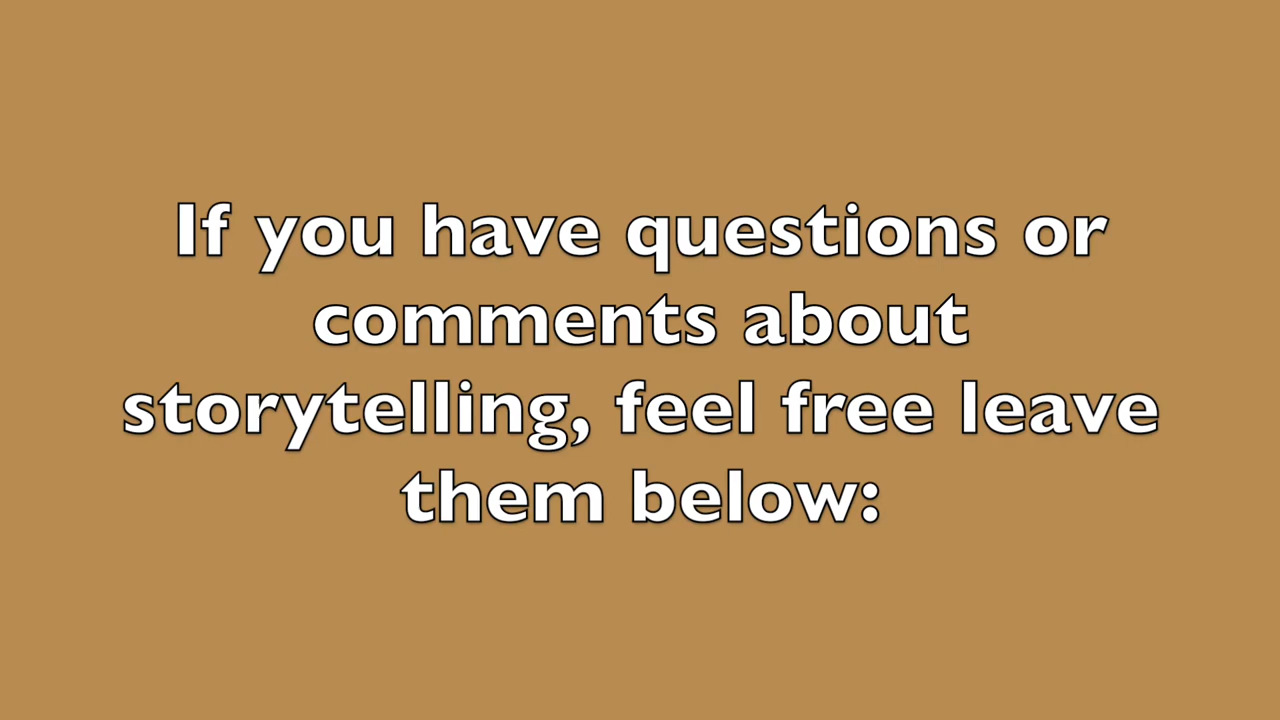 If you have questions or
comments about
storytelling, feel free leave
them below: